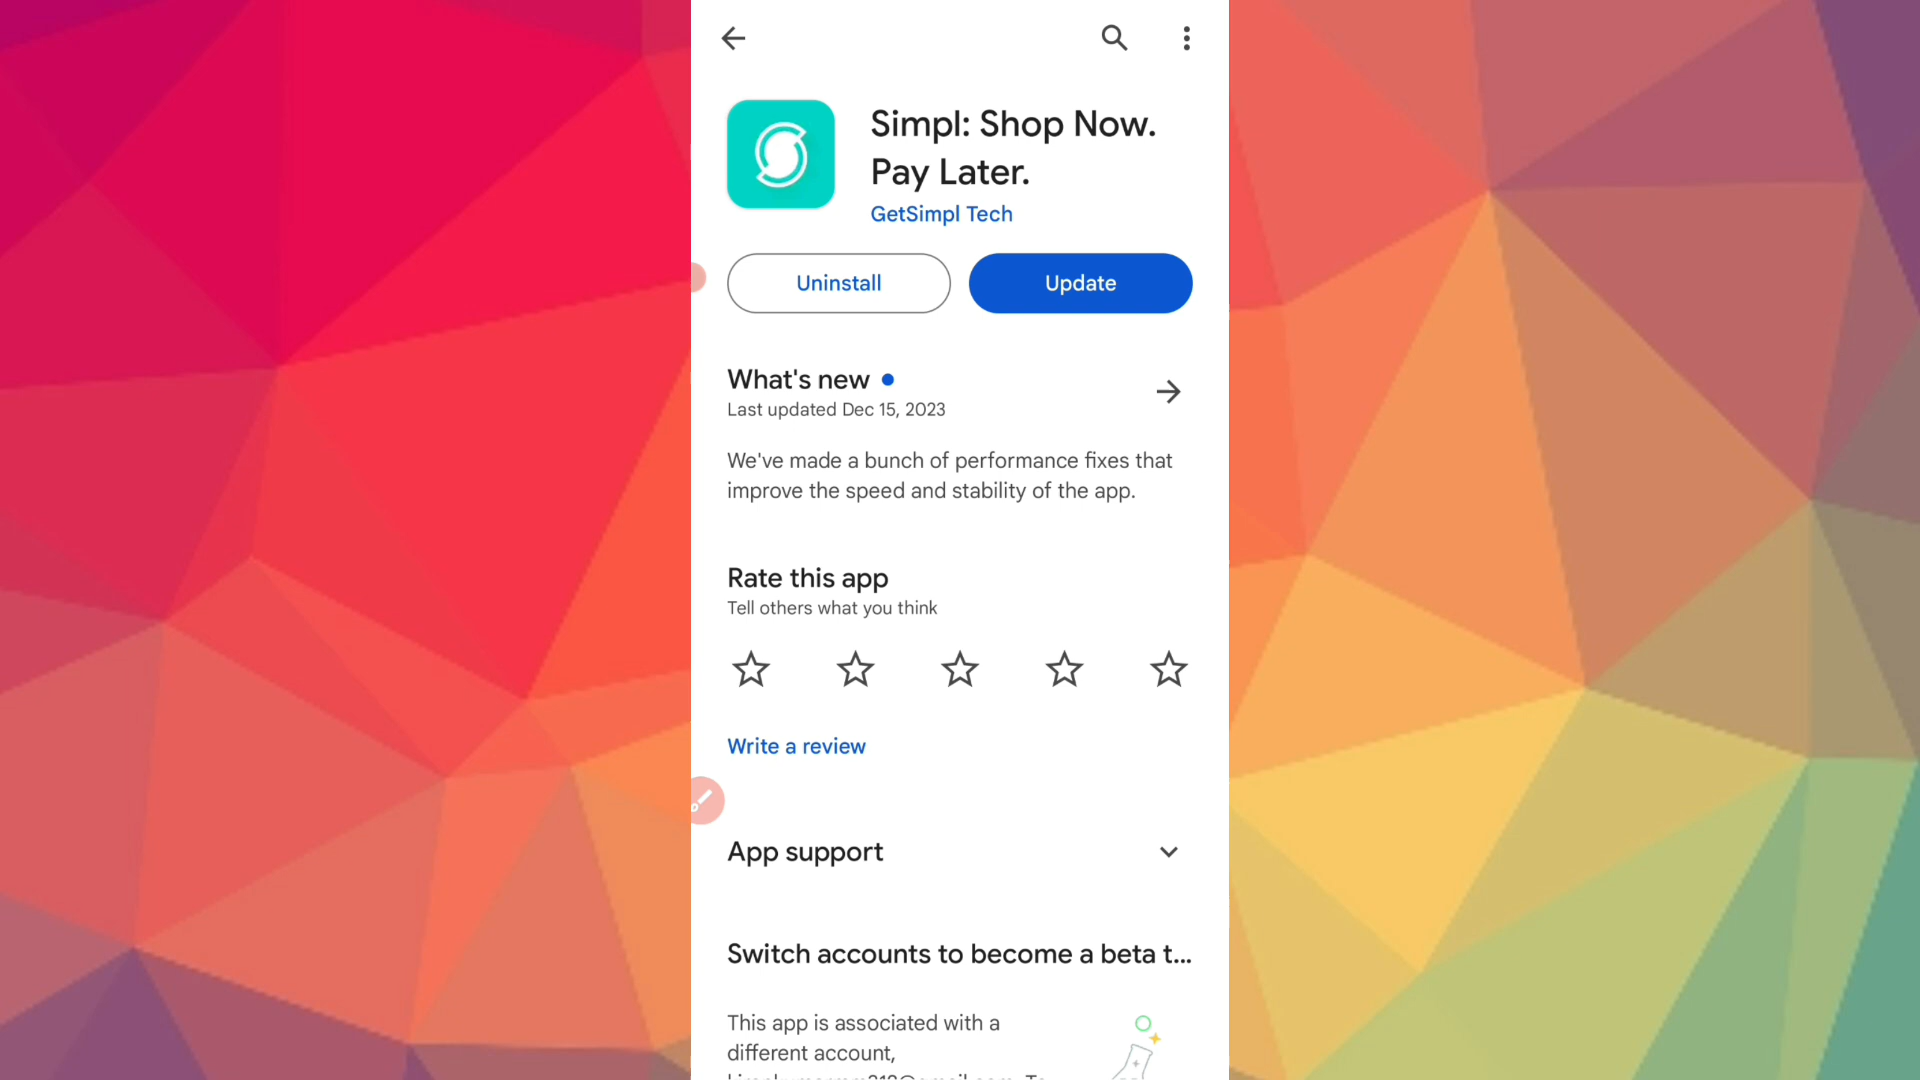 Simpl: Shop Now.
Pay Later.
GetSimpl Tech
Uninstall
Update
What's new
Last updated Dec 15, 2023
We've made a bunch of performance fixes that
improve the speed and stability of the app.
Rate this app
Tell others what you think
Write a review
App support
Switch accounts to become a beta t...
This app is associated with a
different account,